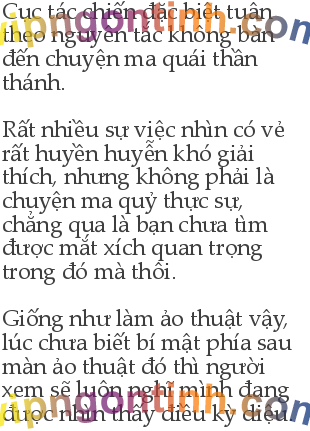 Cục tác chiến đặc biệt tuân
theo nguyên tắc không bàn
đến chuyện ma quái thần
thánh.
Rất nhiều sự việc nhìn có vẻ
rất huyền huyễn khó giải
thích, nhưng không phải là
chuyện ma quỷ thực sự,
chẳng qua là bạn chưa tìm
được mắt xích quan trọng
trong đó mà thôi.
Giống như làm ảo thuật vậy,
lúc chưa biết bí mật phía sau
màn ảo thuật đó thì người
xem sẽ luôn nghĩ mình đang
được nhìn thấy điều kỳ diệu.
vipngontinh.com
vipngontinh.com